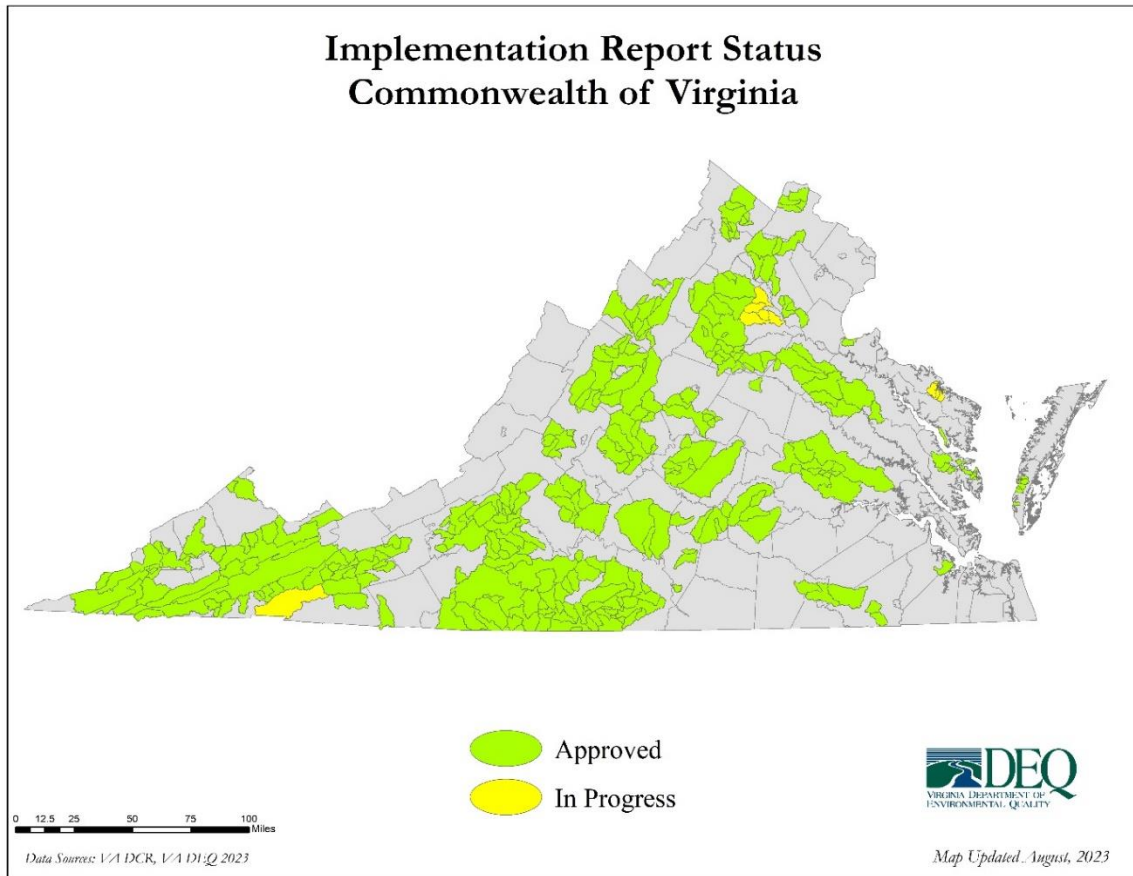 Implementation Report Status
Commonwealth of Virginia
Approved
In Progress
DEQ
VIRGINIA DEPARTMENT OF
ENVIRONMENTAL QUALITY
0 12.5 25 50 75 100
Miles
Data Sources: VA DCR, VA DEQ 2023
Map Updated August, 2023